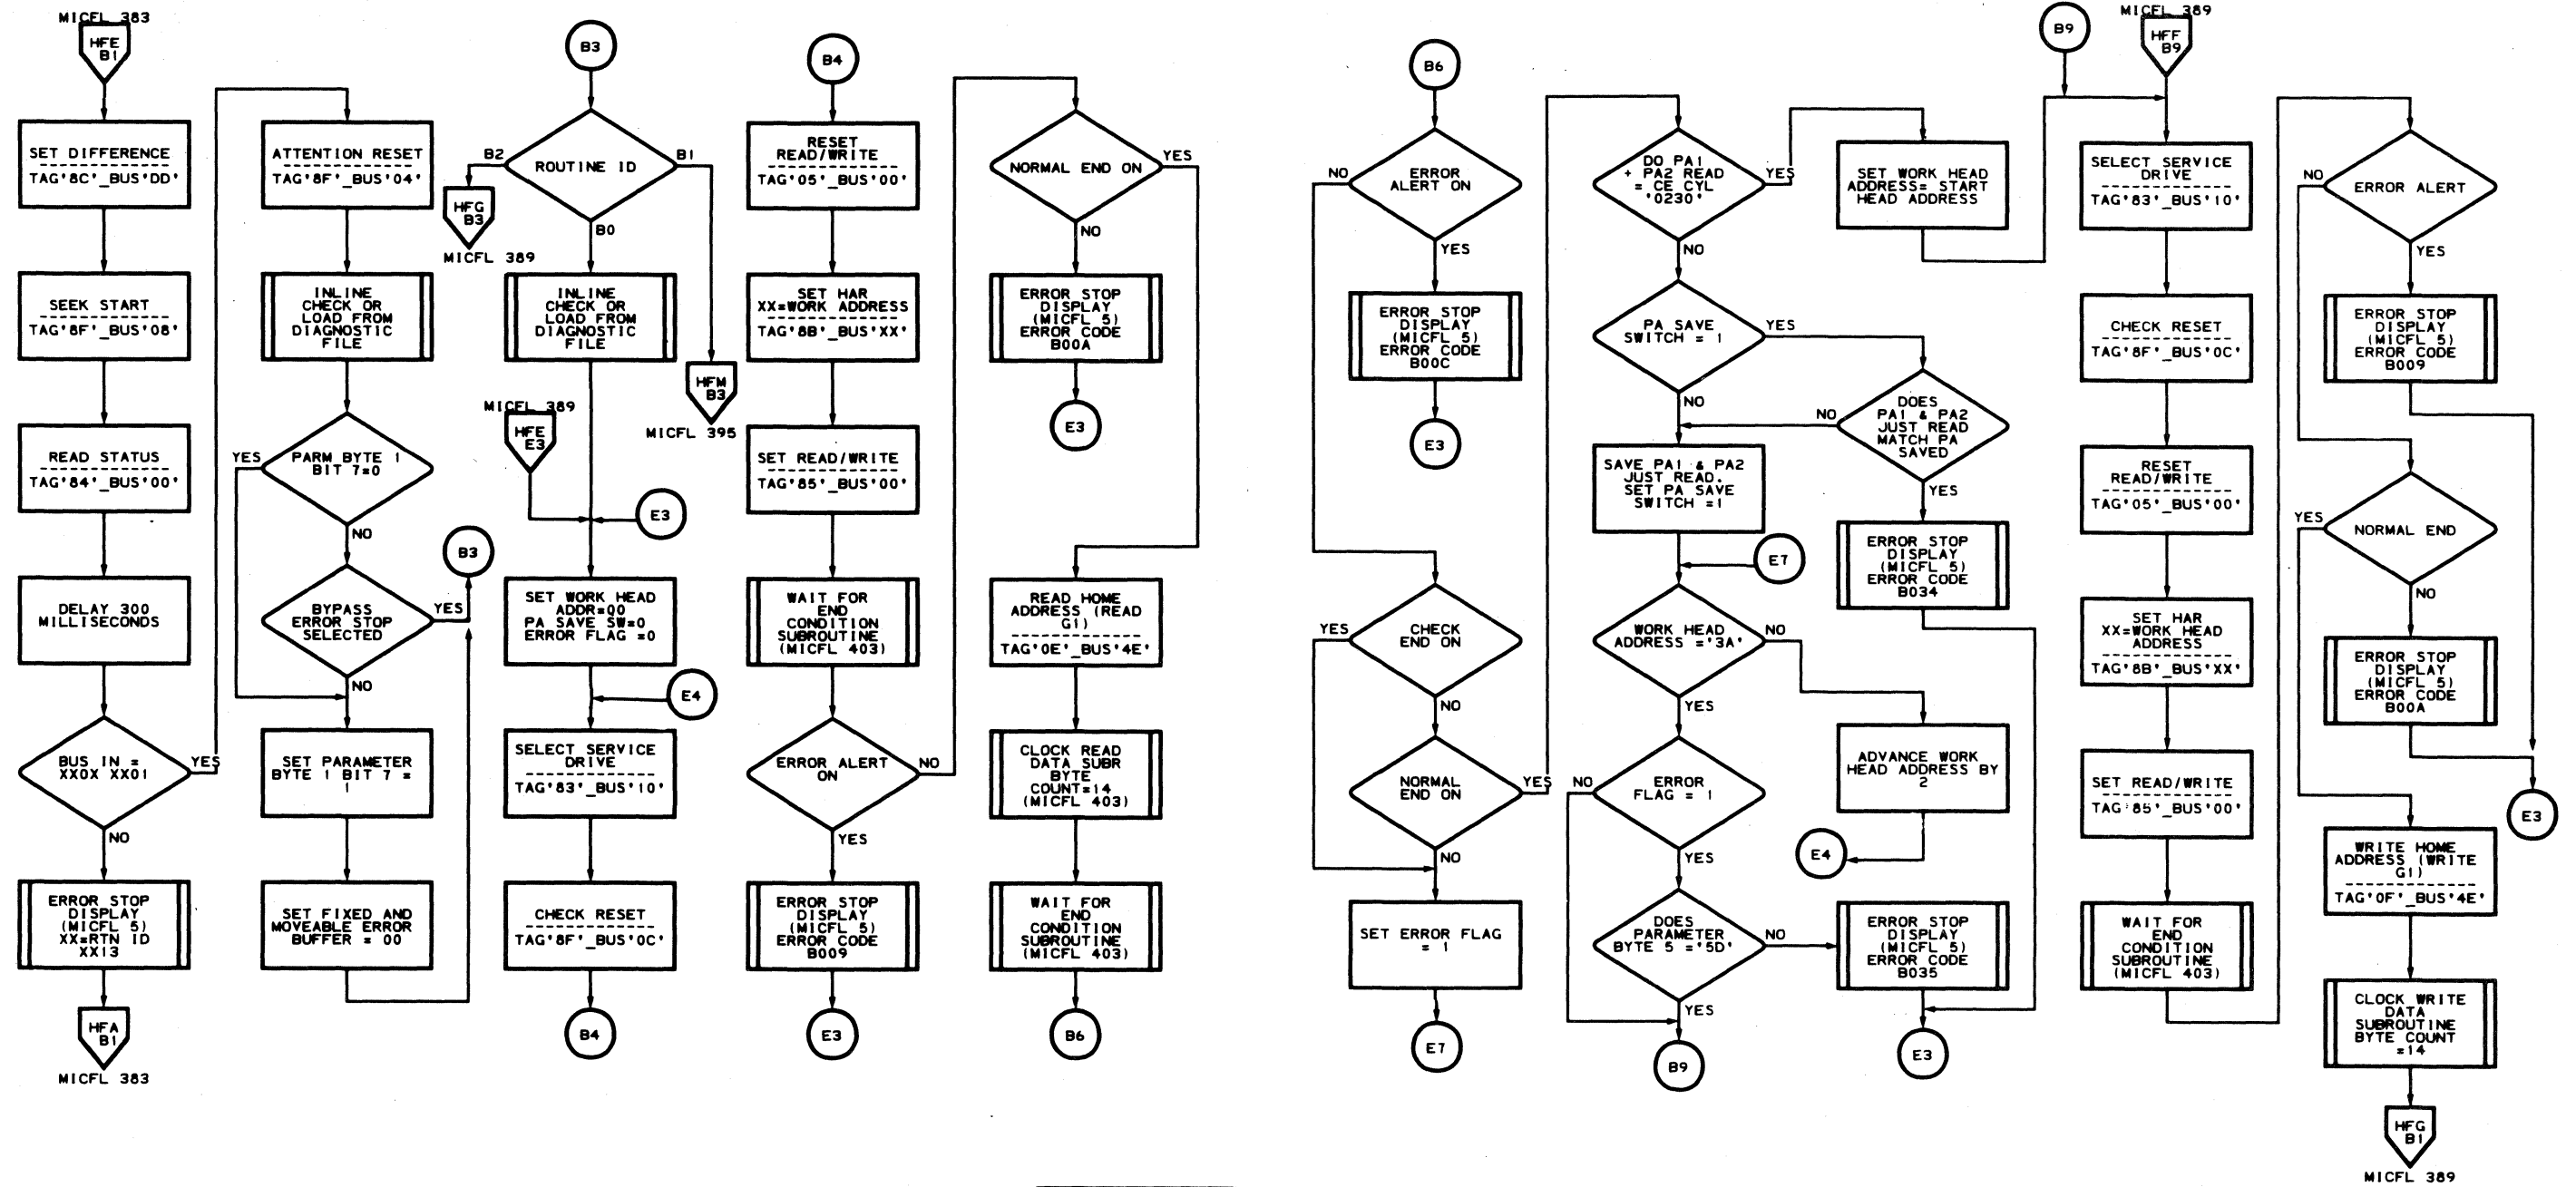 MICFL 383
HFE
B1
SET DIFFERENCE
TAG'8C'_BUS'DD'
SEEK START
TAG'8F'_BUS'08'
READ STATUS
TAG'84'_BUS'00'
DELAY 300
MILLISECONDS
BUS IN =
XX0X XX01
YES
NO
ERROR STOP
DISPLAY
(MICFL 5)
XX=RTN ID
XX13
HFA
B1
MICFL 383
ATTENTION RESET
TAG'8F'_BUS'04'
INLINE
CHECK OR
LOAD FROM
DIAGNOSTIC
FILE
YES
PARM BYTE 1
BIT 7=0
NO
B3
BYPASS
ERROR STOP
SELECTED
YES
NO
SET PARAMETER
BYTE 1 BIT 7 =
1
SET FIXED AND
MOVEABLE ERROR
BUFFER = 00
B3
B2
ROUTINE ID
B1
HFG
B3
MICFL 389
B0
INLINE
CHECK OR
LOAD FROM
DIAGNOSTIC
FILE
HFM
B3
MICFL 395
MICFL 389
HFE
E3
E3
SET WORK HEAD
ADDR=00
PA SAVE SW=0
ERROR FLAG =0
E4
SELECT SERVICE
DRIVE
TAG'83'_BUS'10'
CHECK RESET
TAG'8F'_BUS'0C'
B4
B4
RESET
READ/WRITE
TAG'05'_BUS'00'
SET HAR
XX=WORK ADDRESS
TAG'8B'_BUS'XX'
SET READ/WRITE
TAG'85'_BUS'00'
WAIT FOR
END
CONDITION
SUBROUTINE
(MICFL 403)
ERROR ALERT
ON
NO
YES
ERROR STOP
DISPLAY
(MICFL 5)
ERROR CODE
B009
E3
NORMAL END ON
YES
NO
ERROR STOP
DISPLAY
(MICFL 5)
ERROR CODE
B00A
E3
READ HOME
ADDRESS (READ
G1)
TAG'0E'_BUS'4E'
CLOCK READ
DATA SUBR
BYTE
COUNT=14
(MICFL 403)
WAIT FOR
END
CONDITION
SUBROUTINE
(MICFL 403)
B6
B6
NO
ERROR
ALERT ON
YES
ERROR STOP
DISPLAY
(MICFL 5)
ERROR CODE
B00C
E3
YES
CHECK
END ON
NO
NORMAL
END ON
YES
NO
SET ERROR FLAG
= 1
E7
DO PA1
+ PA2 READ
= CE CYL
'0230'
YES
NO
PA SAVE
SWITCH = 1
YES
NO
SAVE PA1 & PA2
JUST READ.
SET PA SAVE
SWITCH =1
E7
WORK HEAD
ADDRESS ='3A'
NO
YES
NO
ERROR
FLAG = 1
YES
DOES
PARAMETER
BYTE 5 ='5D'
NO
YES
B9
SET WORK HEAD
ADDRESS= START
HEAD ADDRESS
NO
DOES
PA1 & PA2
JUST READ
MATCH PA
SAVED
YES
ERROR STOP
DISPLAY
(MICFL 5)
ERROR CODE
B034
ADVANCE WORK
HEAD ADDRESS BY
2
E4
ERROR STOP
DISPLAY
(MICFL 5)
ERROR CODE
B035
E3
B9
MICFL 389
HFF
B9
SELECT SERVICE
DRIVE
TAG'83'_BUS'10'
CHECK RESET
TAG'8F'_BUS'0C'
RESET
READ/WRITE
TAG'05'_BUS'00'
SET HAR
XX=WORK HEAD
ADDRESS
TAG'8B'_BUS'XX'
SET READ/WRITE
TAG'85'_BUS'00'
WAIT FOR
END
CONDITION
SUBROUTINE
(MICFL 403)
NO
ERROR ALERT
YES
ERROR STOP
DISPLAY
(MICFL 5)
ERROR CODE
B009
YES
NORMAL END
NO
ERROR STOP
DISPLAY
(MICFL 5)
ERROR CODE
B00A
E3
WRITE HOME
ADDRESS (WRITE
G1)
TAG'0F'_BUS'4E'
CLOCK WRITE
DATA
SUBROUTINE
BYTE COUNT
=14
HFG
B1
MICFL 389